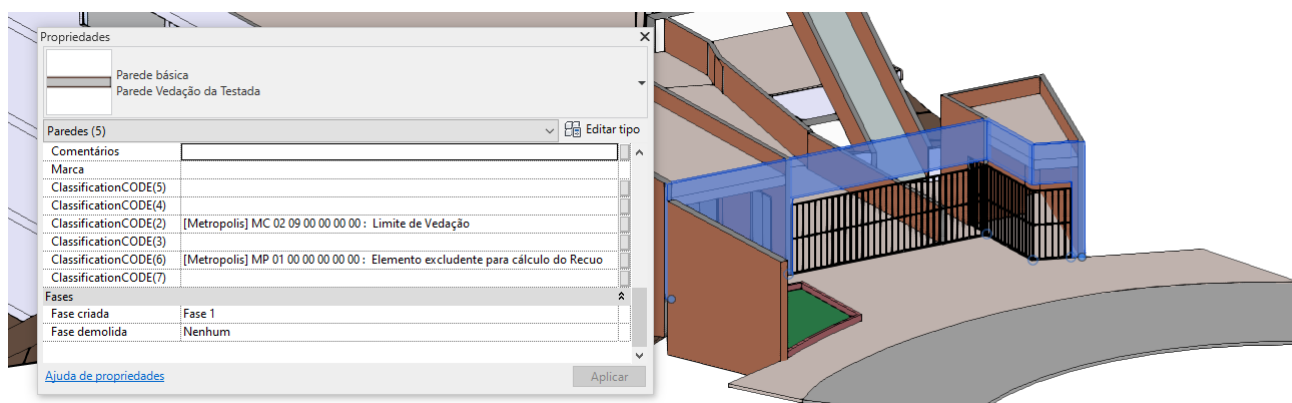 Propriedades
Parede básica
Parede Vedação da Testada
Paredes (5)
Editar tipo
Comentários
Marca
ClassificationCODE(5)
ClassificationCODE(4)
ClassificationCODE(2) [Metropolis] MC 02 09 00 00 00 00 : Limite de Vedação
ClassificationCODE(3)
ClassificationCODE(6) [Metropolis] MP 01 00 00 00 00 00 : Elemento excludente para cálculo do Recuo
ClassificationCODE(7)
Fases
Fase criada Fase 1
Fase demolida Nenhum
Ajuda de propriedades
Aplicar